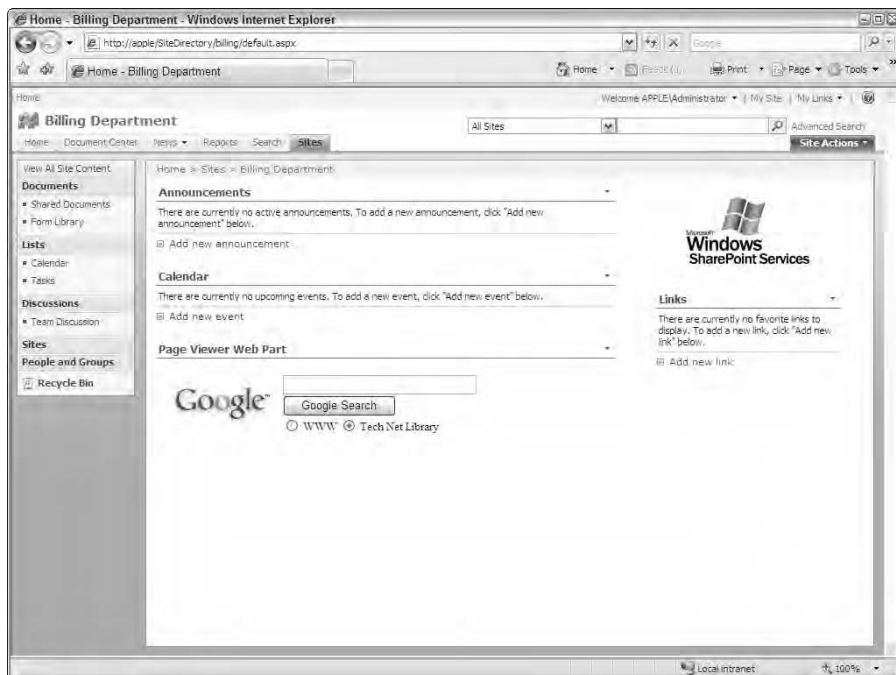 Home - Billing Department - Windows Internet Explorer
http://apple/SiteDirectory/billing/default.aspx
Google
Home - Billing Department
Home
Print
Page
Tools
Home
Welcome APPLE\Administrator
My Site
My Links
Billing Department
All Sites
Advanced Search
Home Document Center News Reports Search Sites
Site Actions
View All Site Content
Documents
Shared Documents
Form Library
Lists
Calendar
Tasks
Discussions
Team Discussion
Sites
People and Groups
Recycle Bin
Home > Sites > Billing Department
Announcements
There are currently no active announcements. To add a new announcement, click "Add new
announcement" below.
Add new announcement
Calendar
There are currently no upcoming events. To add a new event, click "Add new event" below.
Add new event
Page Viewer Web Part
Google™
Google Search
WWW Tech Net Library
Microsoft
Windows
SharePoint Services
Links
There are currently no favorite links to
display. To add a new link, click "Add new
link" below.
Add new link
Local intranet
100%